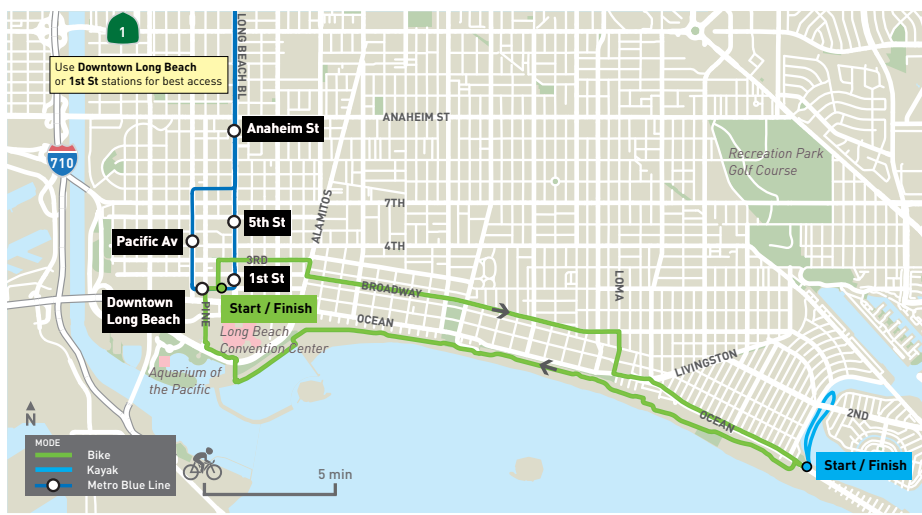 1
LONG BEACH BL
Use Downtown Long Beach
or 1st St stations for best access
Anaheim St
ANAHEIM ST
710
Recreation Park
Golf Course
ALAMITOS
7TH
5th St
Pacific Av
4TH
3RD
1st St
LOMA
Downtown
Long Beach
PINE
Start / Finish
BROADWAY
OCEAN
Long Beach
Convention Center
LIVINGSTON
Aquarium of
the Pacific
N
OCEAN
2ND
MODE
Bike
Kayak
Metro Blue Line
5 min
Start / Finish